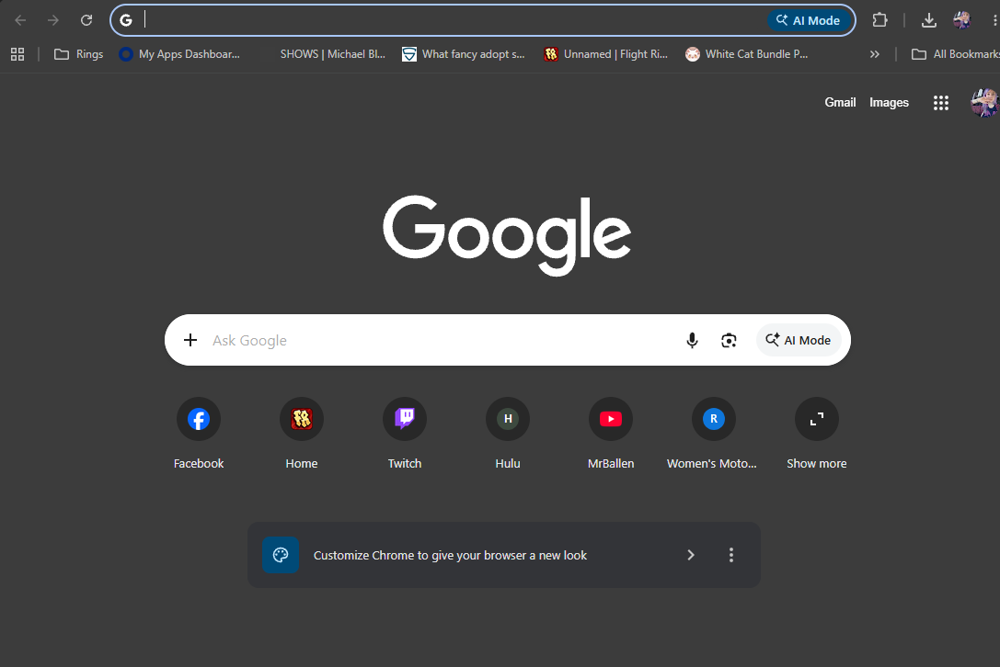 AI Mode
Rings
My Apps Dashboar...
SHOWS | Michael Bl...
What fancy adopt s...
Unnamed | Flight Ri...
White Cat Bundle P...
All Bookmarks
Gmail
Images
Google
Ask Google
AI Mode
H
R
Facebook
Home
Twitch
Hulu
MrBallen
Women's Moto...
Show more
Customize Chrome to give your browser a new look